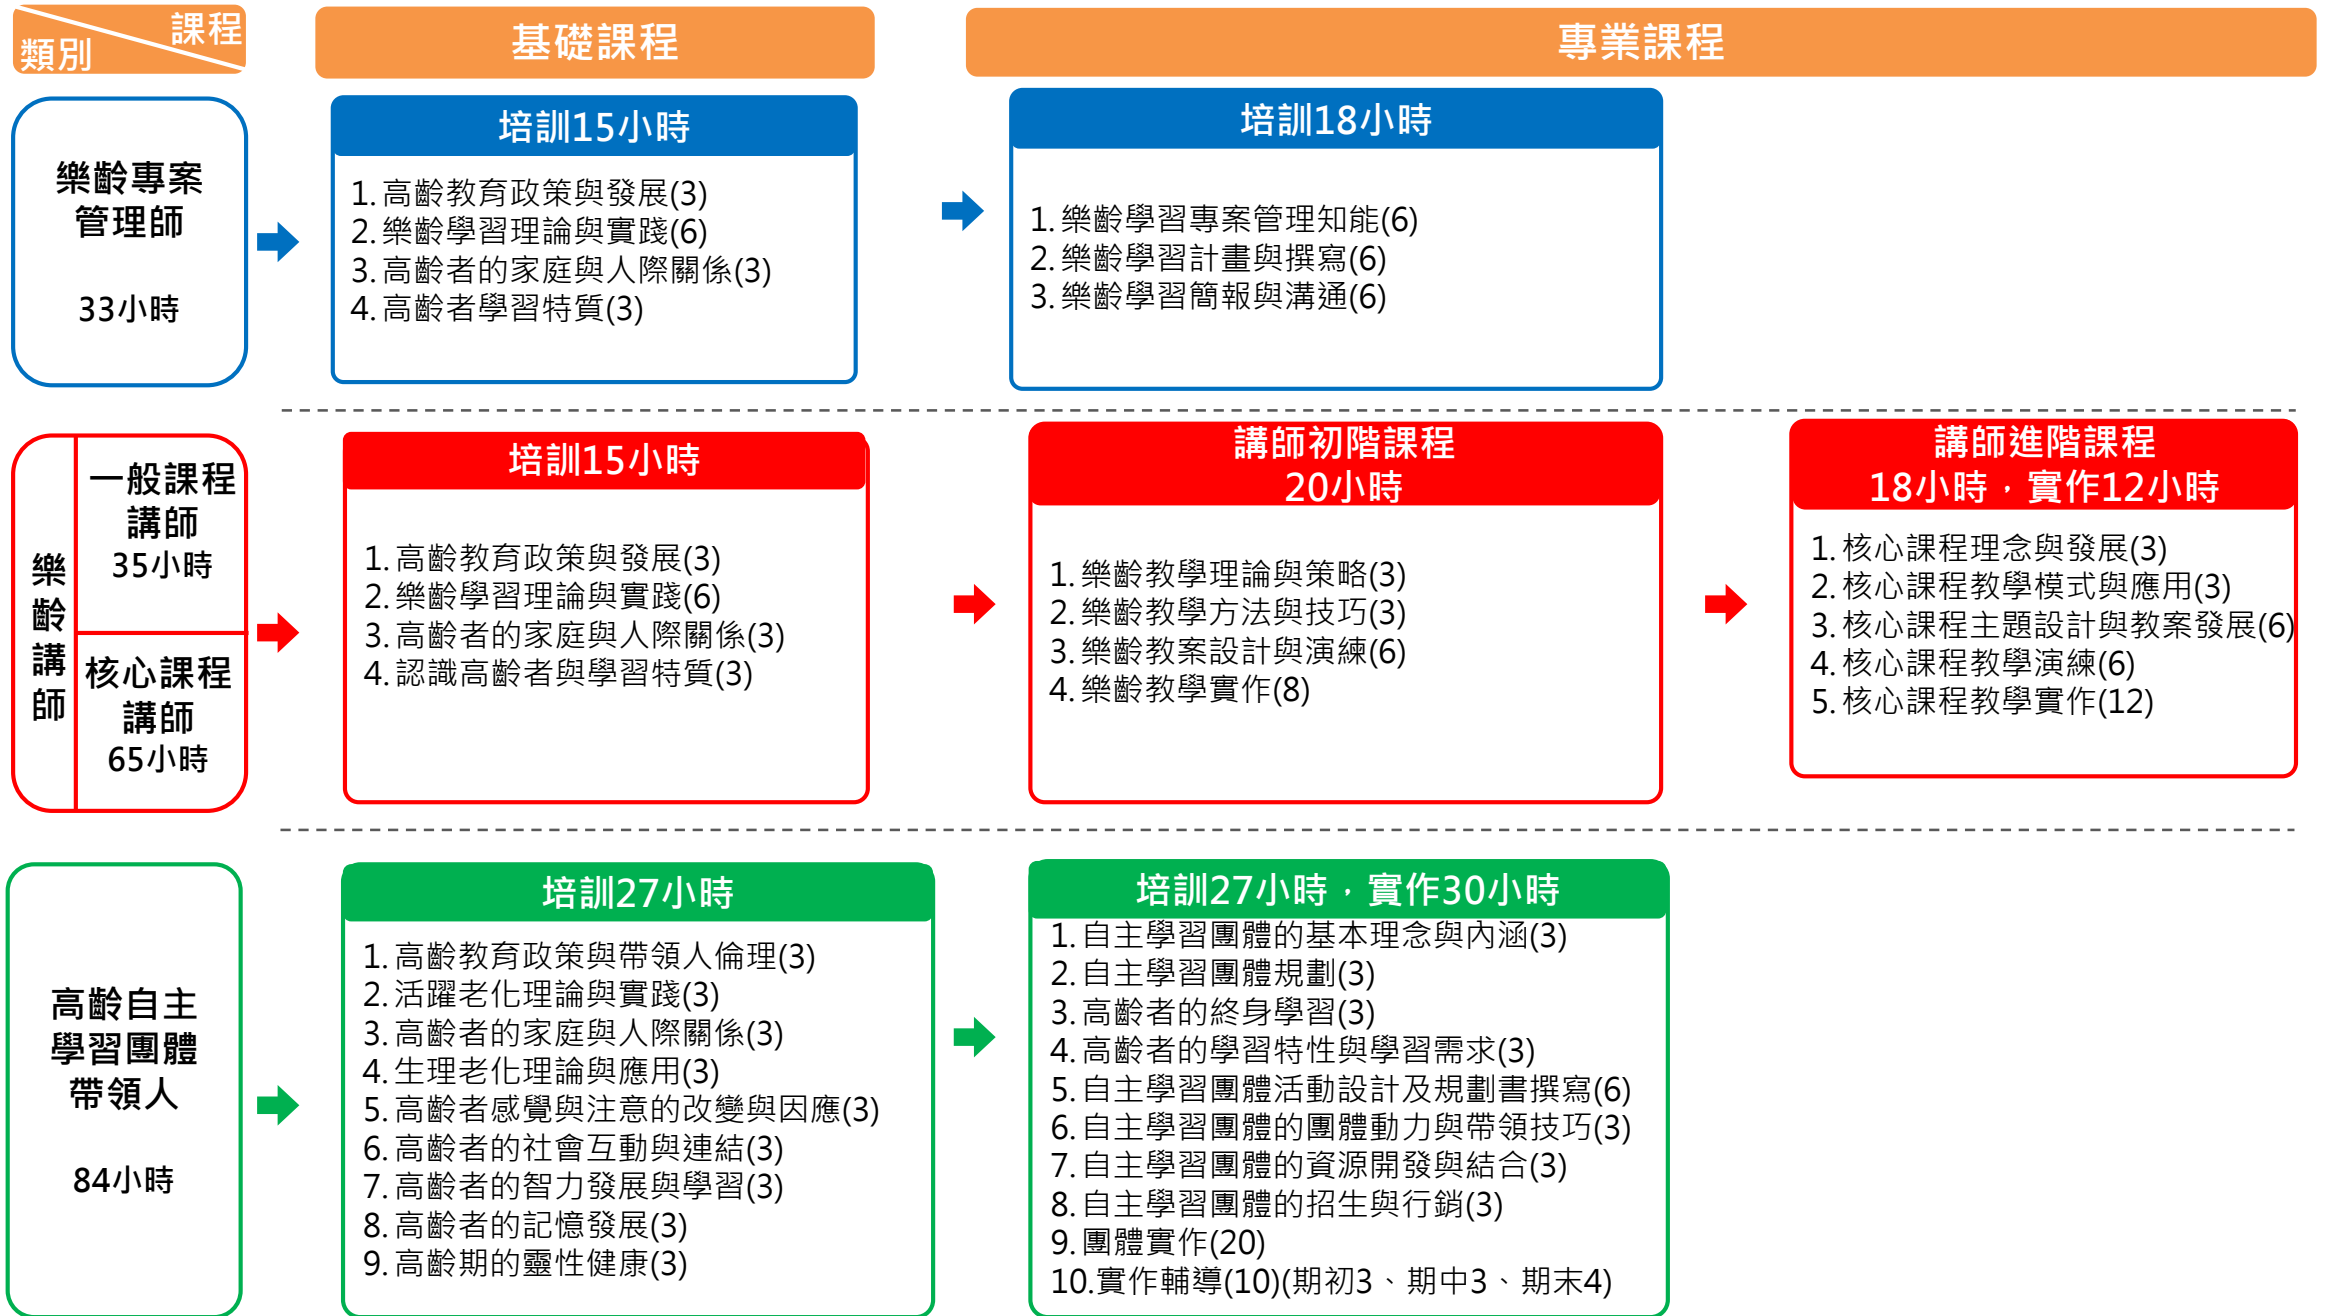 課程
類別
基礎課程
專業課程
樂齡專案
管理師
33小時
培訓15小時
1.高齡教育政策與發展(3)
2.樂齡學習理論與實踐(6)
3.高齡者的家庭與人際關係(3)
4.高齡者學習特質(3)
培訓18小時
1.樂齡學習專案管理知能(6)
2.樂齡學習計畫與撰寫(6)
3.樂齡學習簡報與溝通(6)
樂齡講師
一般課程
講師
35小時
核心課程
講師
65小時
培訓15小時
1.高齡教育政策與發展(3)
2.樂齡學習理論與實踐(6)
3.高齡者的家庭與人際關係(3)
4.認識高齡者與學習特質(3)
講師初階課程
20小時
1.樂齡教學理論與策略(3)
2.樂齡教學方法與技巧(3)
3.樂齡教案設計與演練(6)
4.樂齡教學實作(8)
講師進階課程
18小時，實作12小時
1.核心課程理念與發展(3)
2.核心課程教學模式與應用(3)
3.核心課程主題設計與教案發展(6)
4.核心課程教學演練(6)
5.核心課程教學實作(12)
高齡自主
學習團體
帶領人
84小時
培訓27小時
1.高齡教育政策與帶領人倫理(3)
2.活躍老化理論與實踐(3)
3.高齡者的家庭與人際關係(3)
4.生理老化理論與應用(3)
5.高齡者感覺與注意的改變與因應(3)
6.高齡者的社會互動與連結(3)
7.高齡者的智力發展與學習(3)
8.高齡者的記憶發展(3)
9.高齡期的靈性健康(3)
培訓27小時，實作30小時
1.自主學習團體的基本理念與內涵(3)
2.自主學習團體規劃(3)
3.高齡者的終身學習(3)
4.高齡者的學習特性與學習需求(3)
5.自主學習團體活動設計及規劃書撰寫(6)
6.自主學習團體的團體動力與帶領技巧(3)
7.自主學習團體的資源開發與結合(3)
8.自主學習團體的招生與行銷(3)
9.團體實作(20)
10.實作輔導(10)(期初3、期中3、期末4)